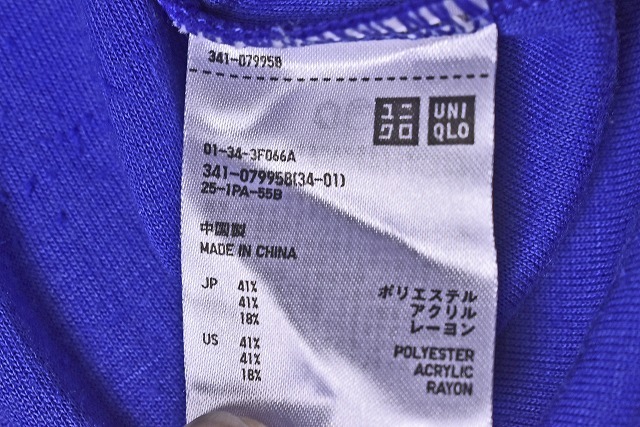 341-079958
ユニクロ
UNIQLO
01-34-3F066A
341-079958(34-01)
25-1PA-55B
中国製
MADE IN CHINA
JP 41% ポリエステル
41% アクリル
18% レーヨン
US 41% POLYESTER
41% ACRYLIC
18% RAYON